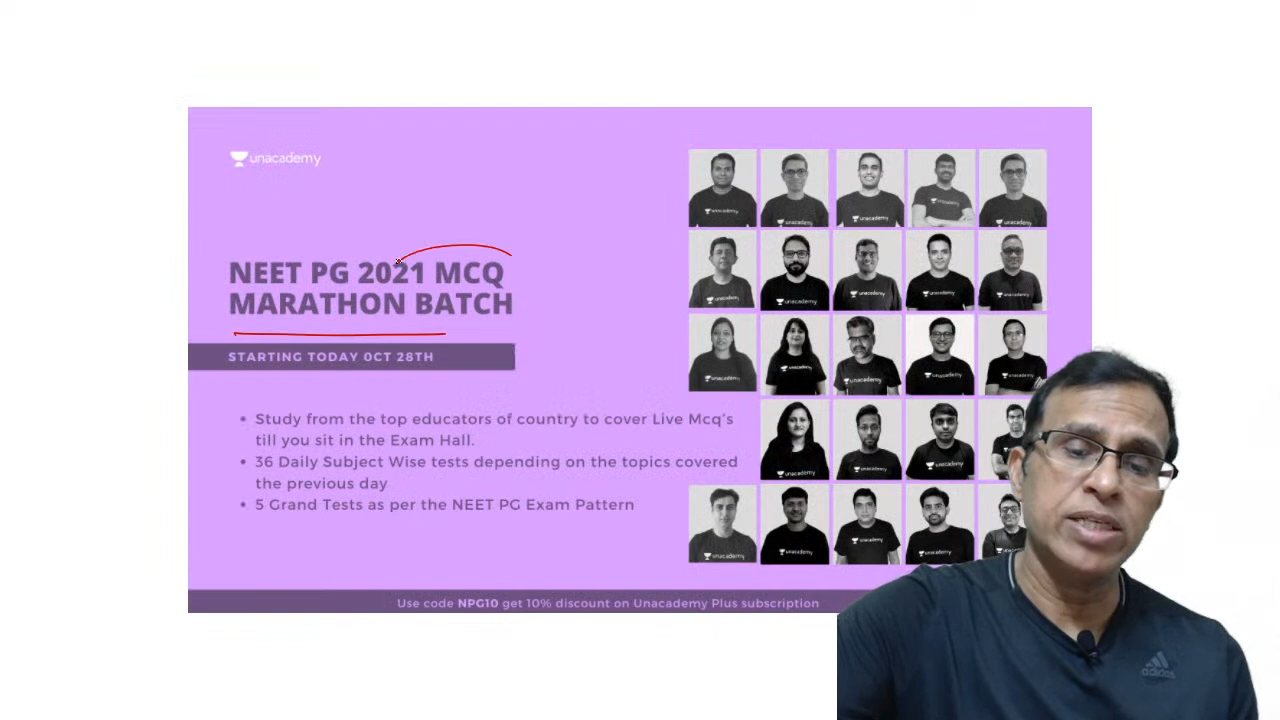 unacademy
NEET PG 2021 MCQ
MARATHON BATCH
STARTING TODAY 0CT 28TH
• Study from the top educators of country to cover Live Mcq's
till you sit in the Exam Hall.
• 36 Daily Subject Wise tests depending on the topics covered
the previous day
• 5 Grand Tests as per the NEET PG Exam Pattern
Use code NPG10 get 10% discount on Unacademy Plus subscription
adidas